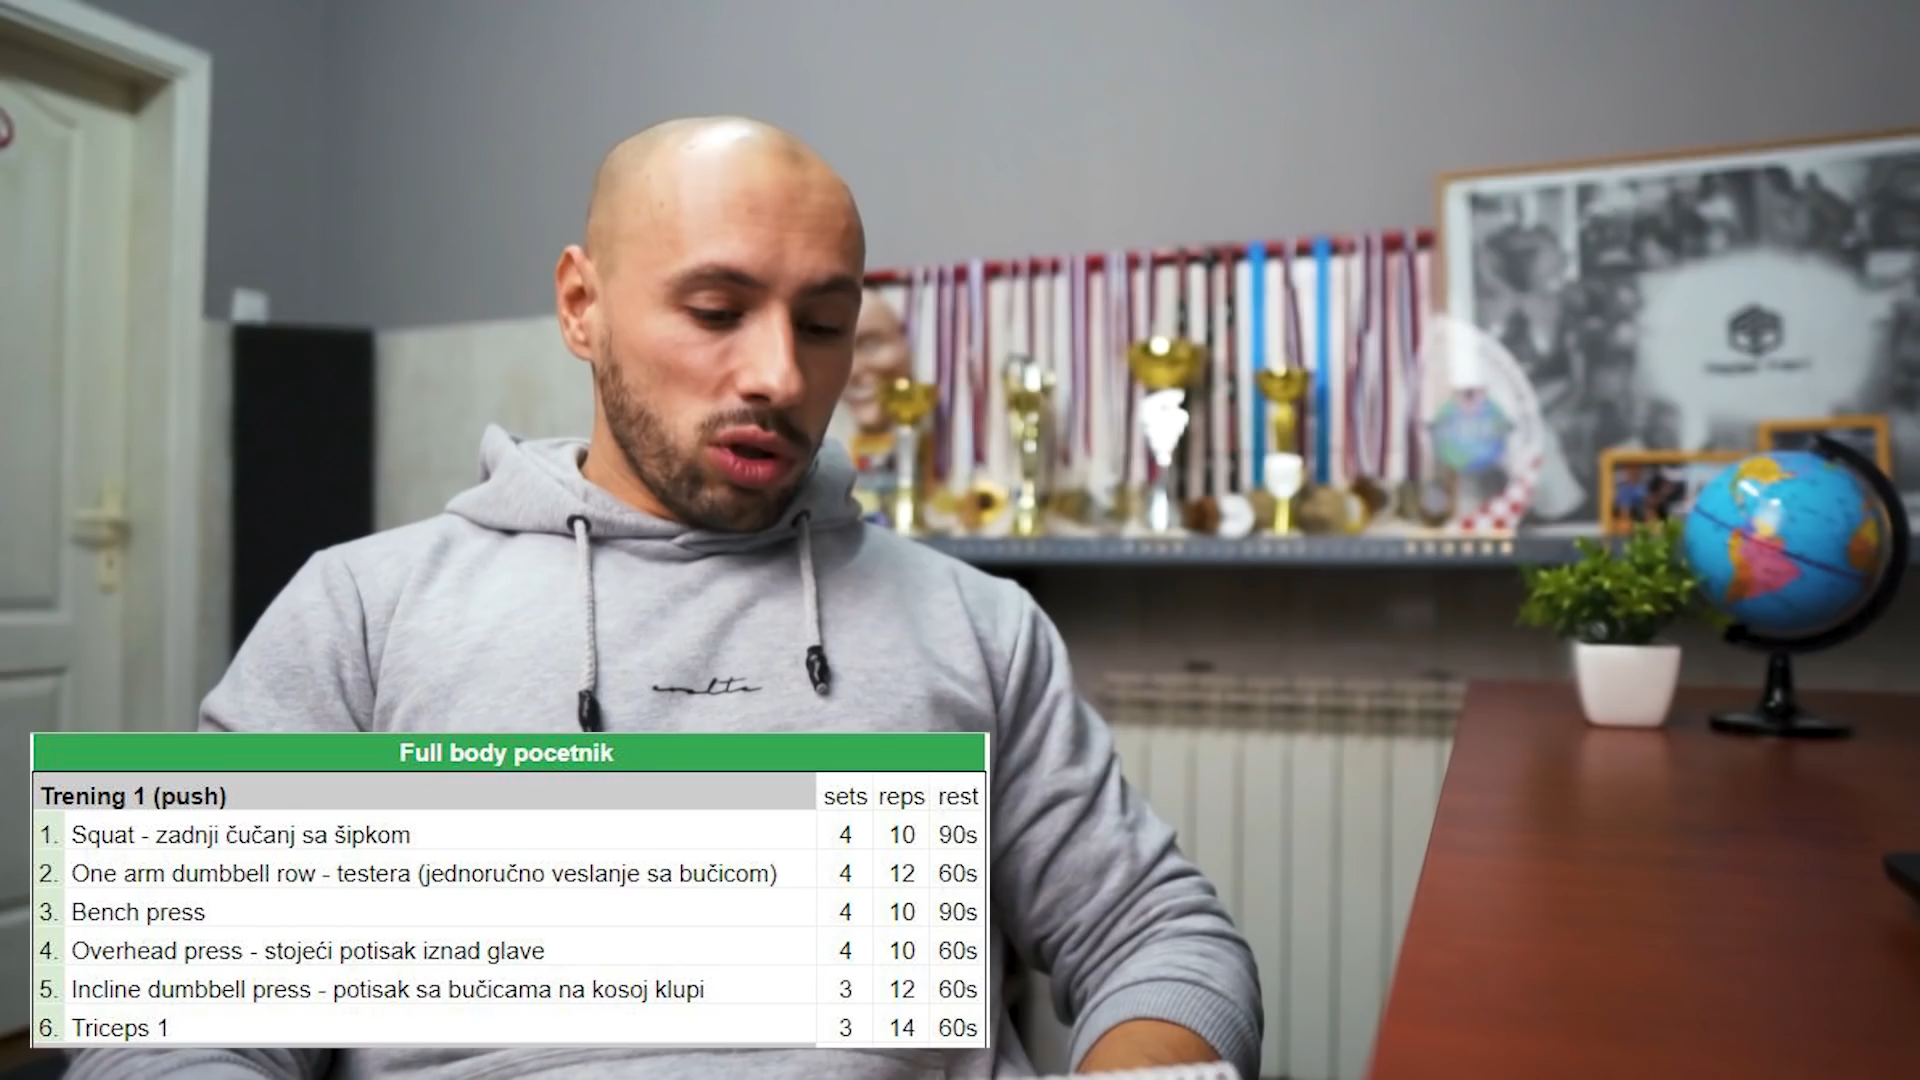 Full body pocetnik
Trening 1 (push) sets reps rest
1. Squat - zadnji čučanj sa šipkom 4 10 90s
2. One arm dumbbell row - testera (jednoručno veslanje sa bučicom) 4 12 60s
3. Bench press 4 10 90s
4. Overhead press - stojeći potisak iznad glave 4 10 60s
5. Incline dumbbell press - potisak sa bučicama na kosoj klupi 3 12 60s
6. Triceps 1 3 14 60s